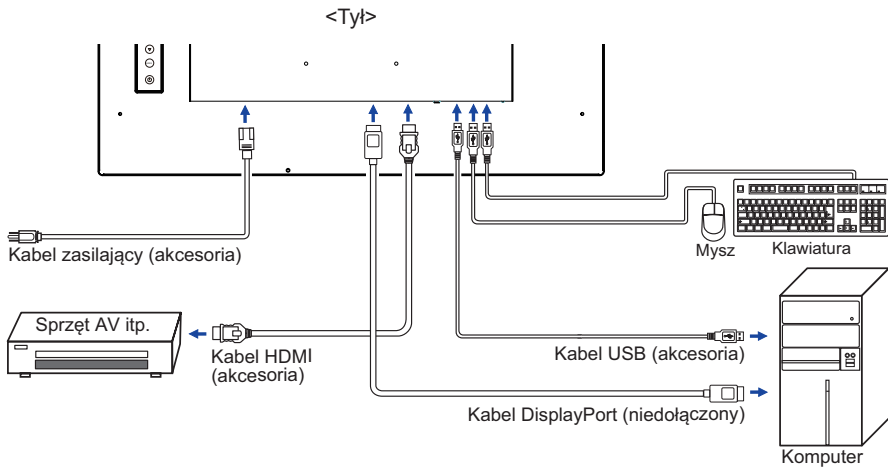 <Tył>
Kabel zasilający (akcesoria)
Mysz
Klawiatura
Sprzęt AV itp.
Kabel HDMI
(akcesoria)
Kabel USB (akcesoria)
Kabel DisplayPort (niedołączony)
Komputer